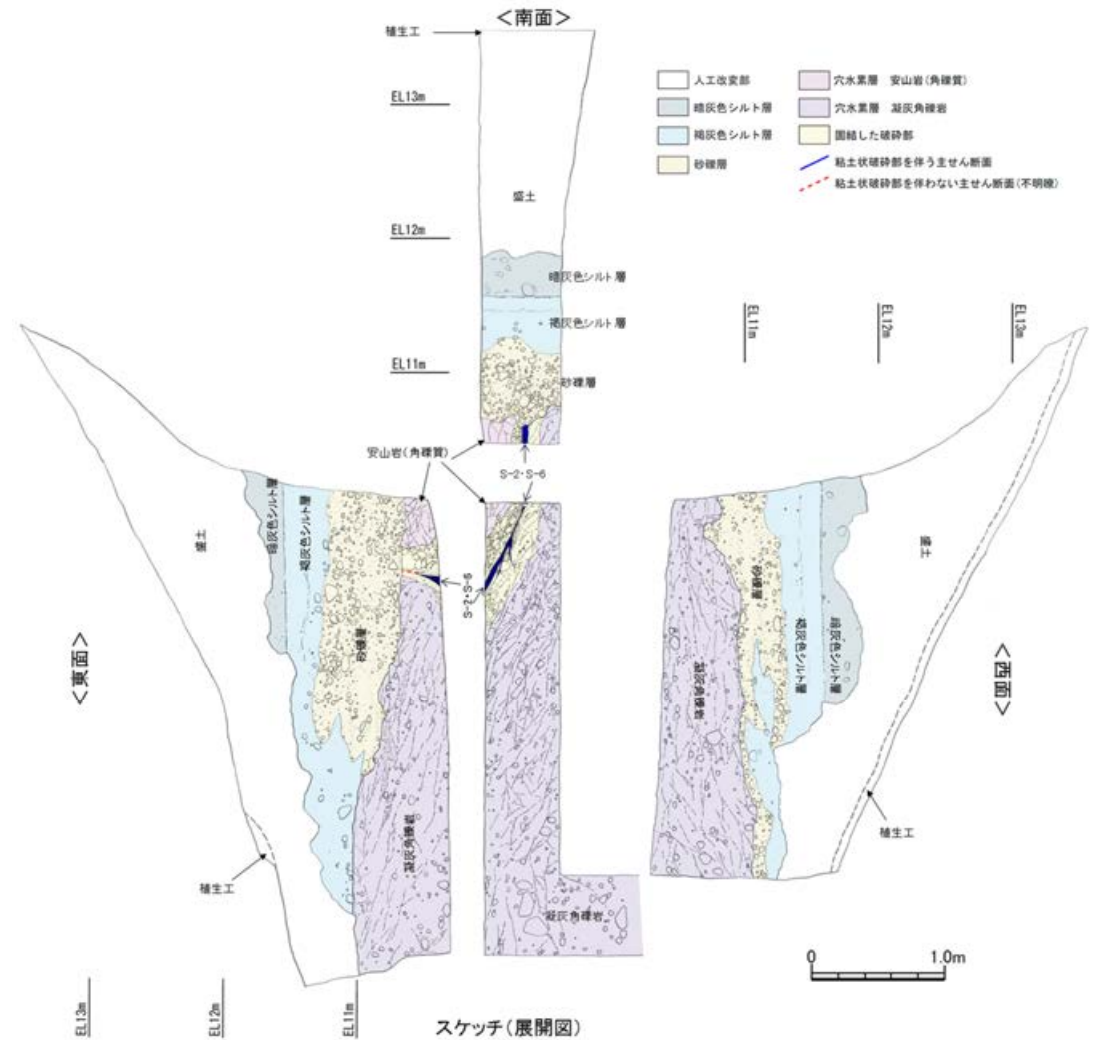 <南面>
植生工
EL13m
盛土
EL12m
暗灰色シルト層
褐灰色シルト層
EL11m
砂礫層
安山岩(角礫質)
S-2・S-6
人工改変部
暗灰色シルト層
褐灰色シルト層
砂礫層
穴水累層 安山岩(角礫質)
穴水累層 凝灰角礫岩
固結した破砕部
粘土状破砕部を伴う主せん断面
粘土状破砕部を伴わない主せん断面(不明瞭)
<東面>
盛土
暗灰色シルト層
褐灰色シルト層
砂礫層
凝灰角礫岩
植生工
EL13m
EL12m
EL11m
S-2・S-6
凝灰角礫岩
EL11m
EL12m
EL13m
凝灰角礫岩
砂礫層
褐灰色シルト層
暗灰色シルト層
盛土
<西面>
植生工
0 1.0m
スケッチ(展開図)